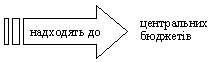 надходять до
центральних
бюджетів